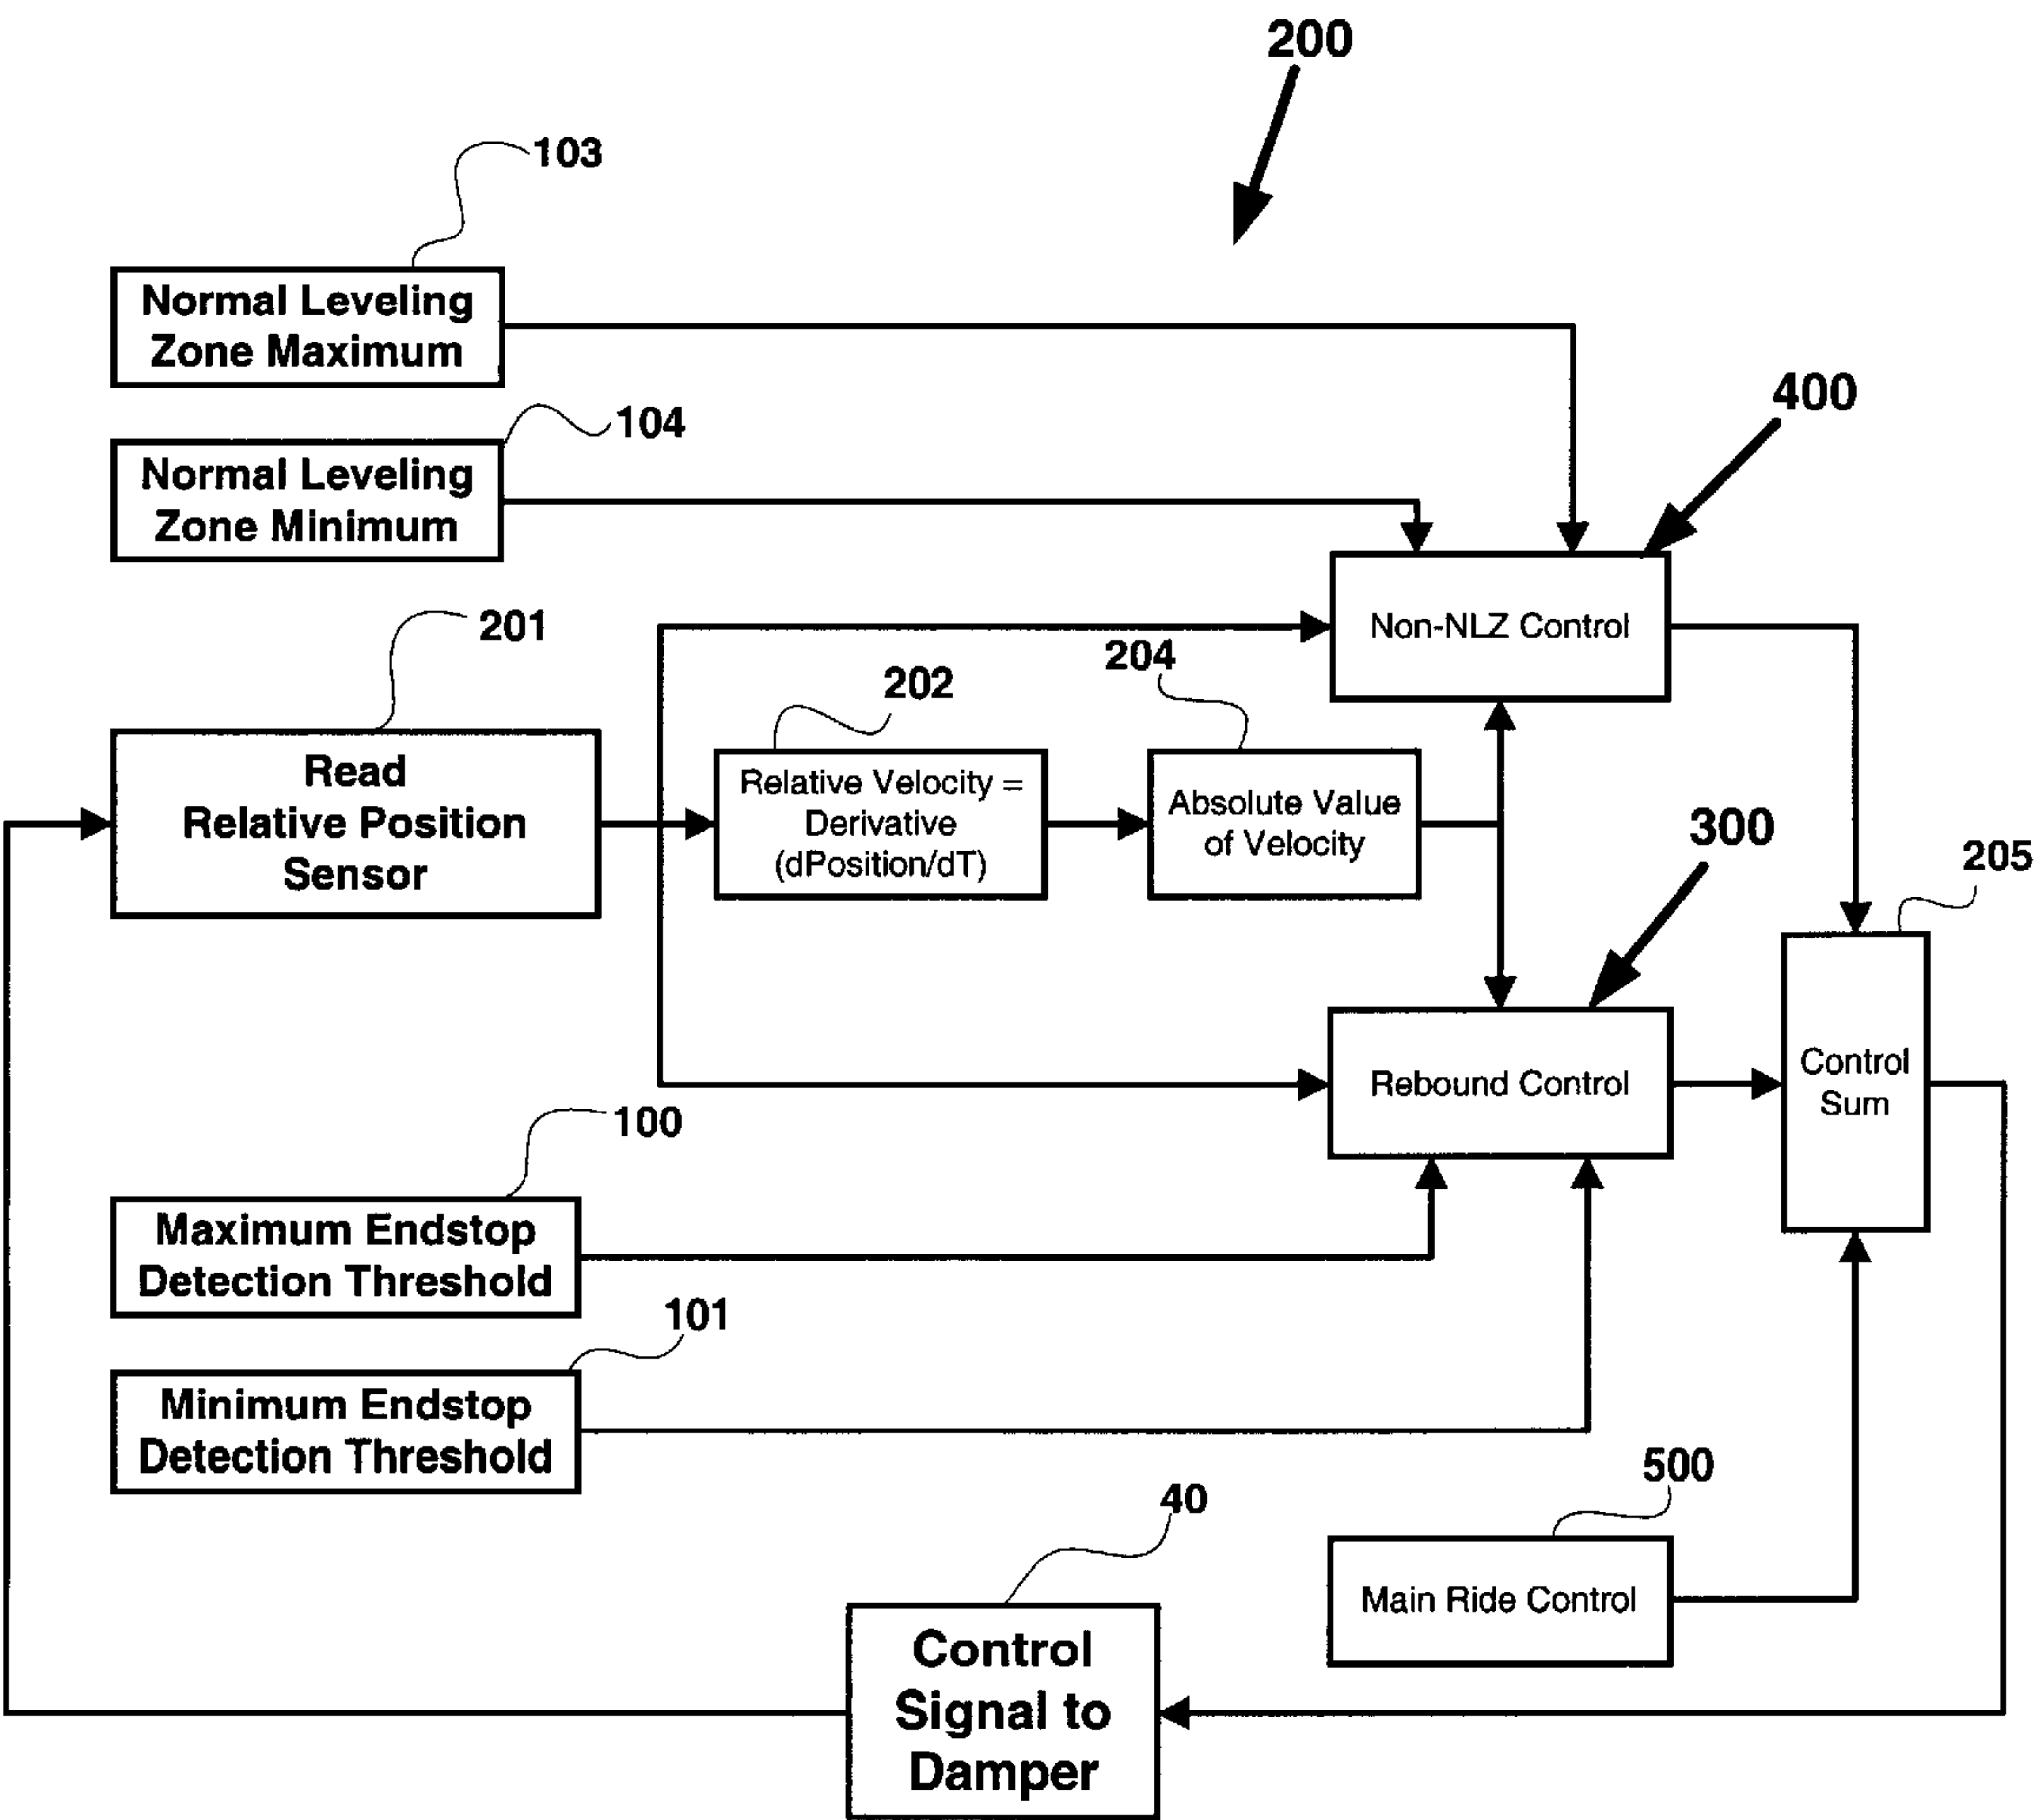 200
103
Normal Leveling
Zone Maximum
400
104
Normal Leveling
Zone Minimum
201
Non-NLZ Control
204
202
Read
Relative Position
Sensor
Relative Velocity =
Derivative
(dPosition/dT)
Absolute Value
of Velocity
300
205
Control
Sum
Rebound Control
100
Maximum Endstop
Detection Threshold
101
Minimum Endstop
Detection Threshold
500
40
Main Ride Control
Control
Signal to
Damper